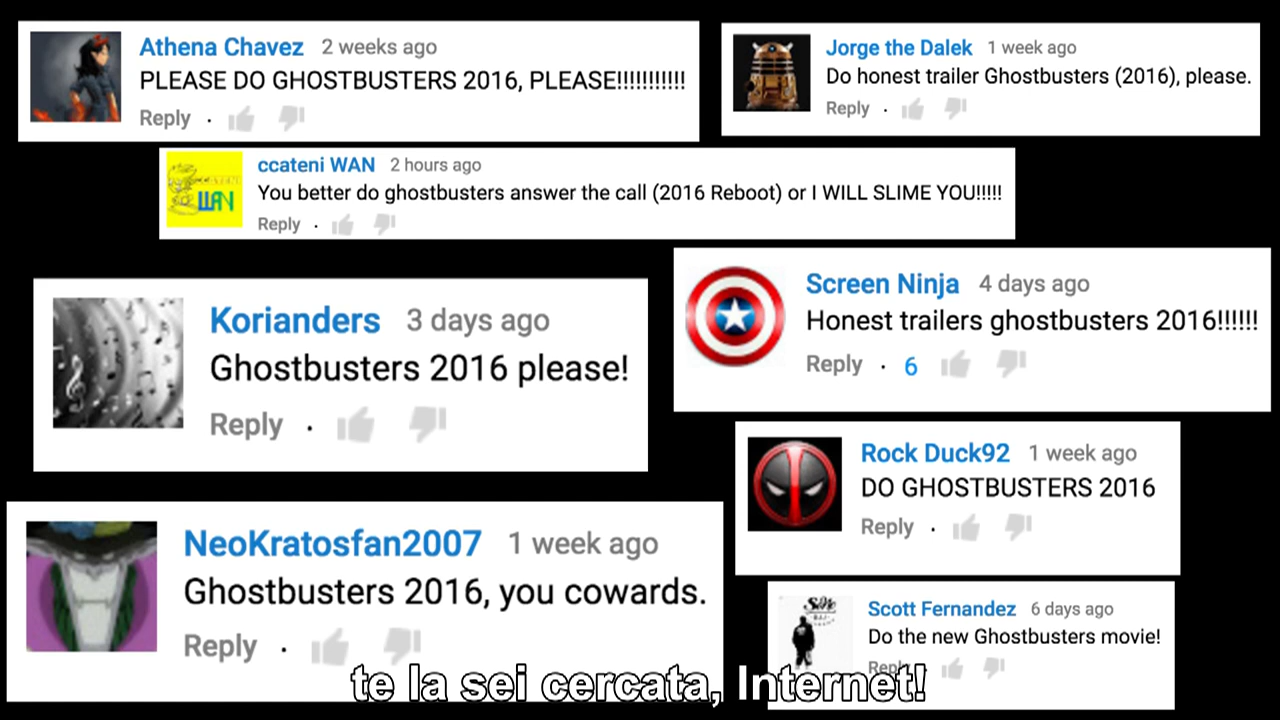 Athena Chavez 2 weeks ago
PLEASE DO GHOSTBUSTERS 2016, PLEASE!!!!!!!!!!!
Reply ·
Jorge the Dalek 1 week ago
Do honest trailer Ghostbusters (2016), please.
Reply ·
ccateni WAN 2 hours ago
You better do ghostbusters answer the call (2016 Reboot) or I WILL SLIME YOU!!!!!
Reply ·
WAN
Korianders 3 days ago
Ghostbusters 2016 please!
Reply ·
Screen Ninja 4 days ago
Honest trailers ghostbusters 2016!!!!!!
Reply · 6
Rock Duck92 1 week ago
DO GHOSTBUSTERS 2016
Reply ·
NeoKratosfan2007 1 week ago
Ghostbusters 2016, you cowards.
Reply ·
Scott Fernandez 6 days ago
Do the new Ghostbusters movie!
Reply ·
te la sei cercata, Internet!